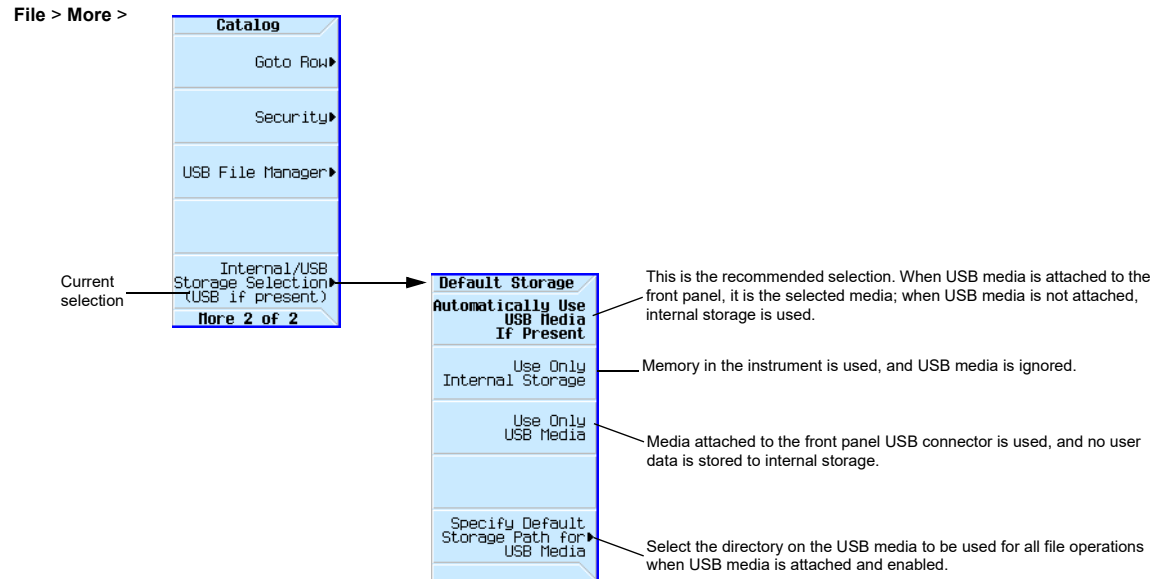 File > More >
Catalog
Goto Row
Security
USB File Manager
Internal/USB
Storage Selection
(USB if present)
More 2 of 2
Current
selection
Default Storage
Automatically Use
USB Media
If Present
Use Only
Internal Storage
Use Only
USB Media
Specify Default
Storage Path for
USB Media
This is the recommended selection. When USB media is attached to the
front panel, it is the selected media; when USB media is not attached,
internal storage is used.
Memory in the instrument is used, and USB media is ignored.
Media attached to the front panel USB connector is used, and no user
data is stored to internal storage.
Select the directory on the USB media to be used for all file operations
when USB media is attached and enabled.